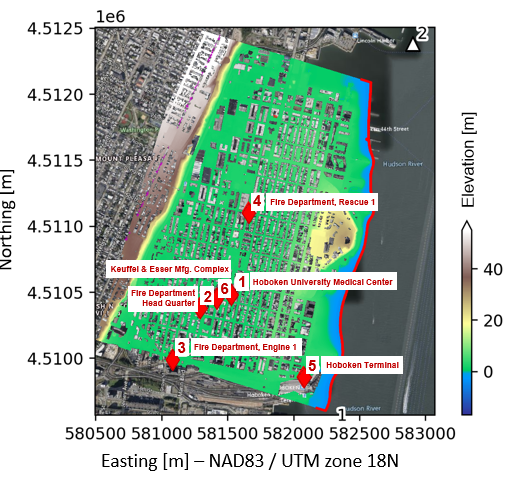 1e6
4.5125
4.5120
4.5115
4.5110
4.5105
4.5100
Northing [m]
2
Lincoln Harbor
14th Street
Hudson River
MOUNT PLEASA
4 Fire Department, Rescue 1
Keuffel & Esser Mfg. Complex
6 1 Hoboken University Medical Center
Fire Department
Head Quarter
2
3 Fire Department, Engine 1
5 Hoboken Terminal
Hudson River
1
Elevation [m]
40
20
0
580500 581000 581500 582000 582500 583000
Easting [m] – NAD83 / UTM zone 18N